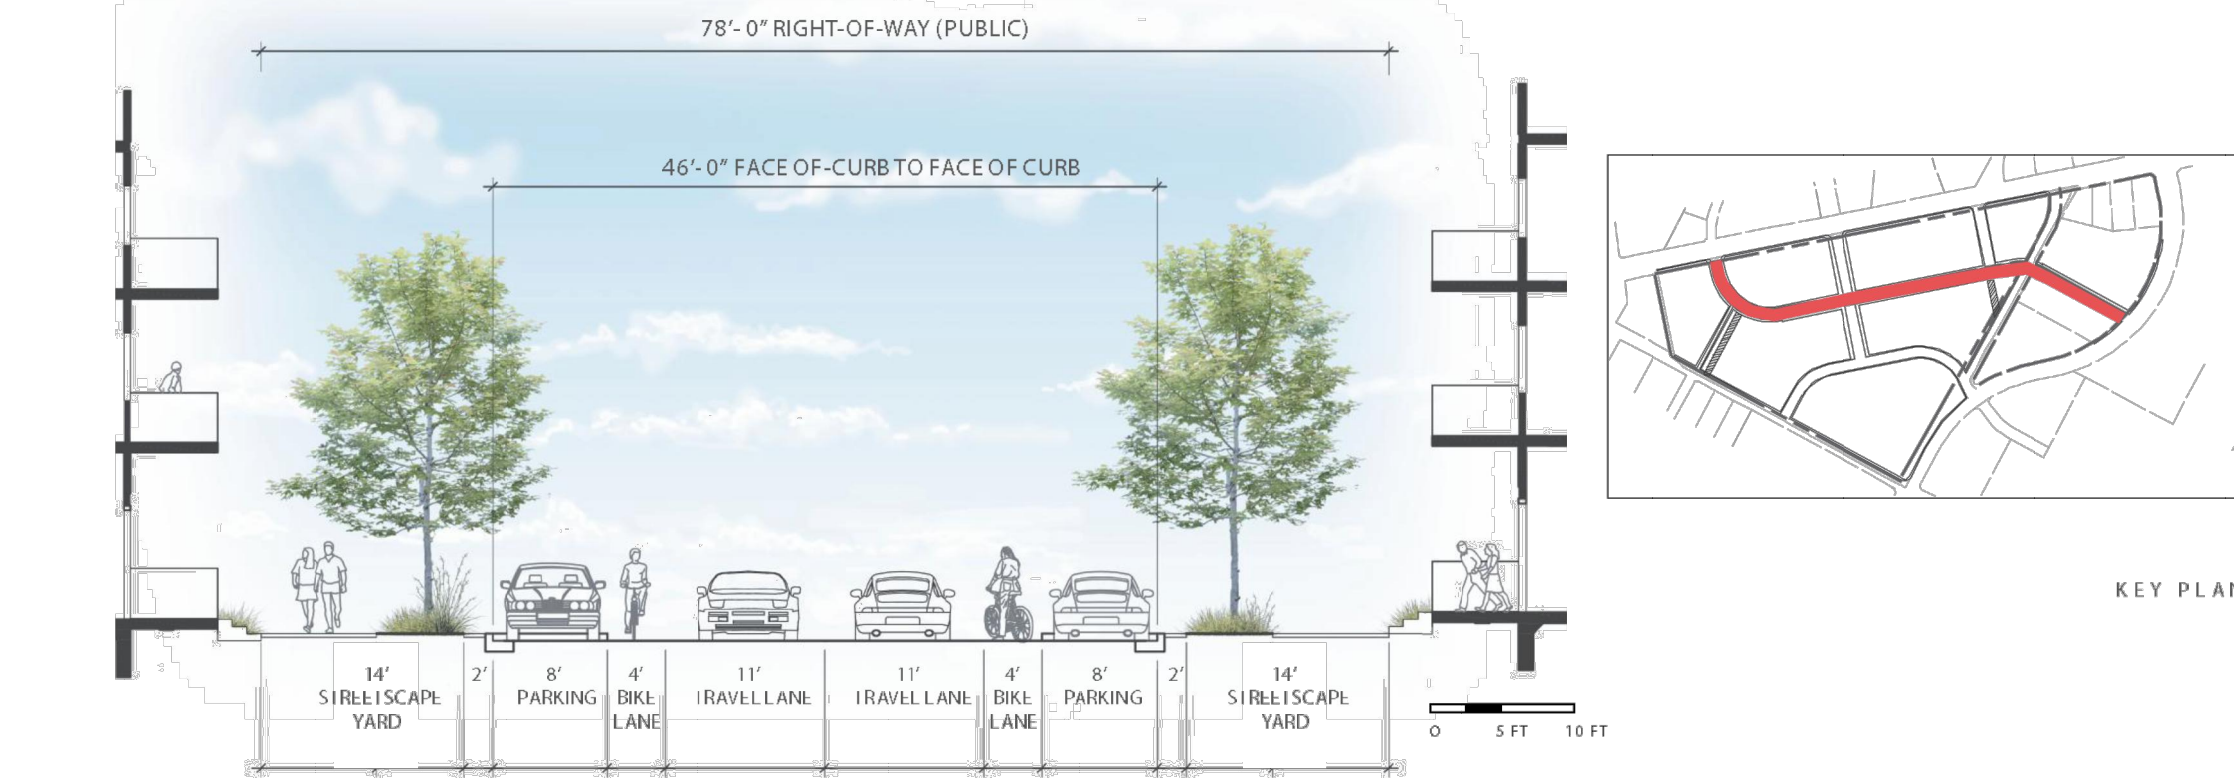 78'- 0" RIGHT-OF-WAY (PUBLIC)
46'- 0" FACE OF-CURB TO FACE OF CURB
14'
STREETSCAPE
YARD
2'
8'
PARKING
4'
BIKE
LANE
11'
TRAVEL LANE
11'
TRAVEL LANE
4'
BIKE
LANE
8'
PARKING
2'
14'
STREETSCAPE
YARD
0 5 FT 10 FT
KEY PLAN